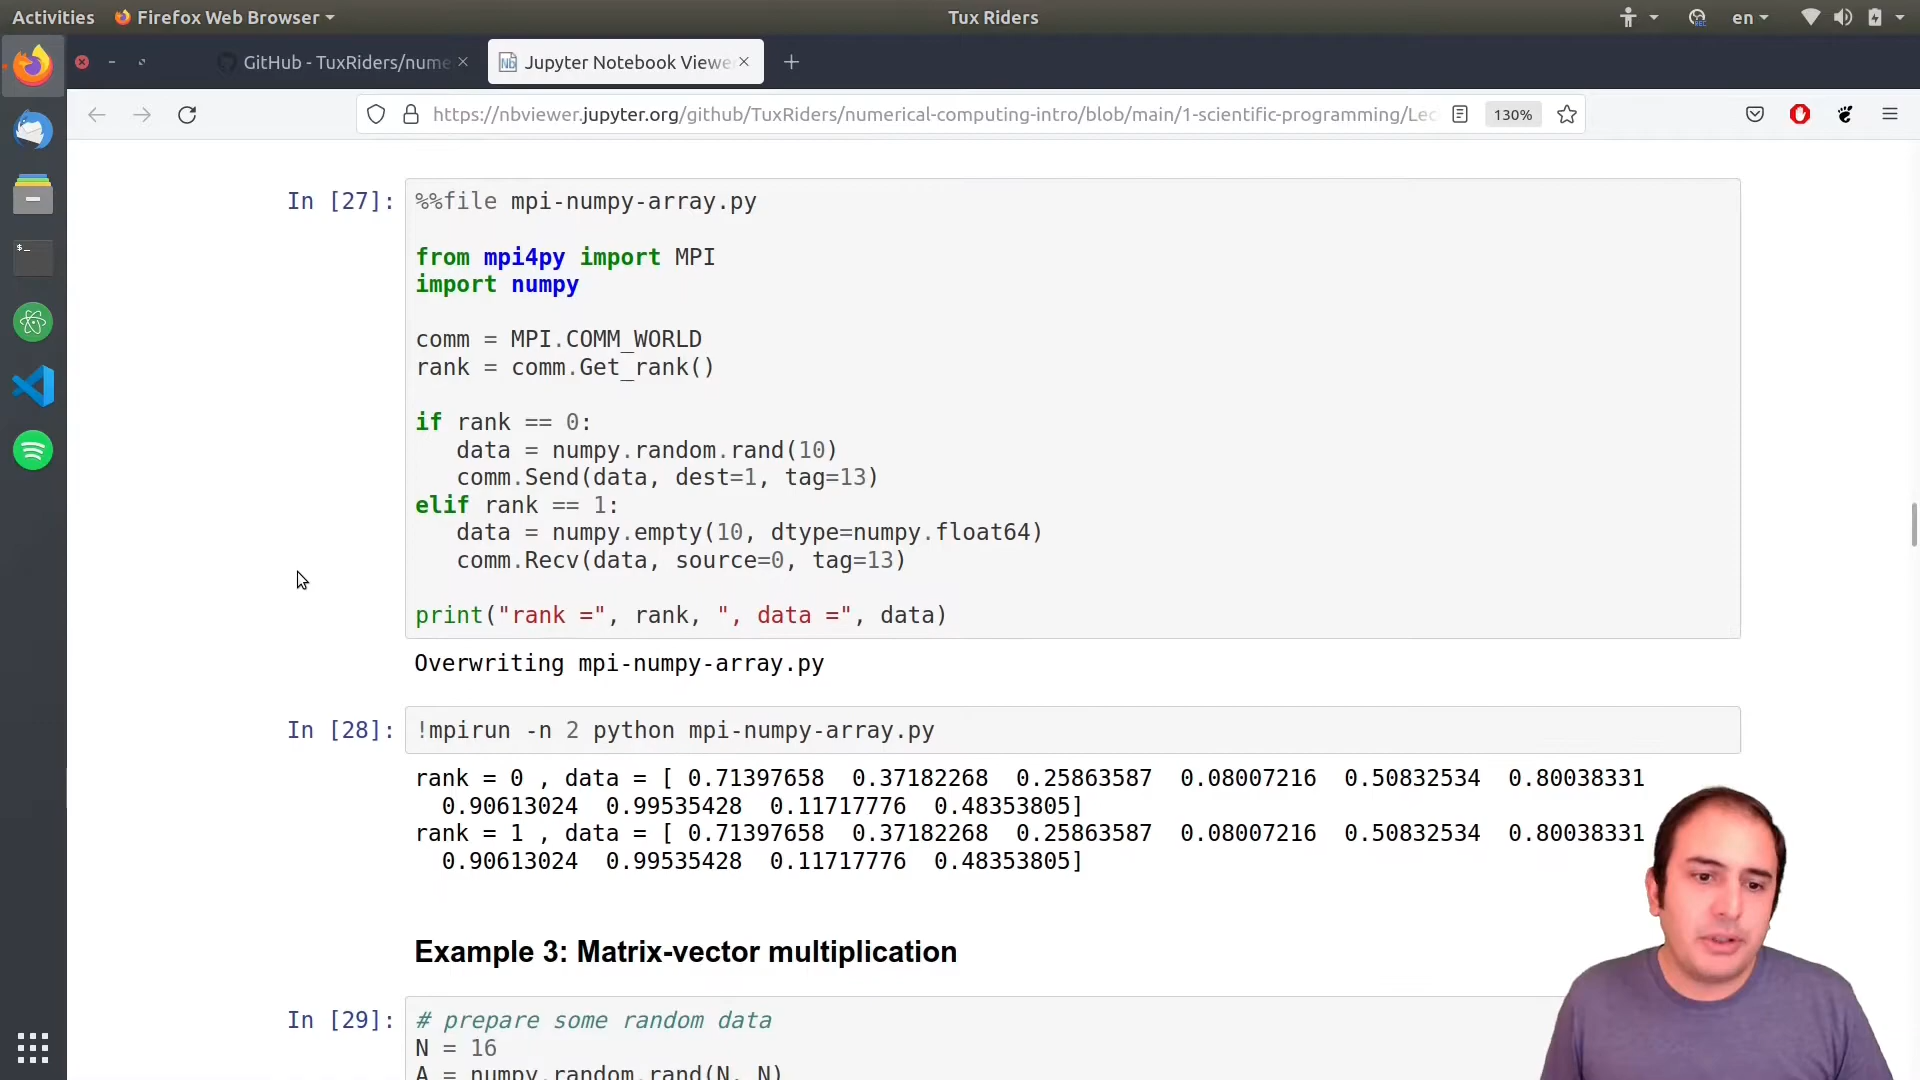 Activities Firefox Web Browser Tux Riders en
GitHub - TuxRiders/nume Jupyter Notebook Viewe
https://nbviewer.jupyter.org/github/TuxRiders/numerical-computing-intro/blob/main/1-scientific-programming/Lec 130%
In [27]: %%file mpi-numpy-array.py
from mpi4py import MPI
import numpy
comm = MPI.COMM_WORLD
rank = comm.Get_rank()
if rank == 0:
data = numpy.random.rand(10)
comm.Send(data, dest=1, tag=13)
elif rank == 1:
data = numpy.empty(10, dtype=numpy.float64)
comm.Recv(data, source=0, tag=13)
print("rank =", rank, ", data =", data)
Overwriting mpi-numpy-array.py
In [28]: !mpirun -n 2 python mpi-numpy-array.py
rank = 0 , data = [ 0.71397658 0.37182268 0.25863587 0.08007216 0.50832534 0.80038331
0.90613024 0.99535428 0.11717776 0.48353805]
rank = 1 , data = [ 0.71397658 0.37182268 0.25863587 0.08007216 0.50832534 0.80038331
0.90613024 0.99535428 0.11717776 0.48353805]
Example 3: Matrix-vector multiplication
In [29]: # prepare some random data
N = 16
A = numpy.random.rand(N, N)